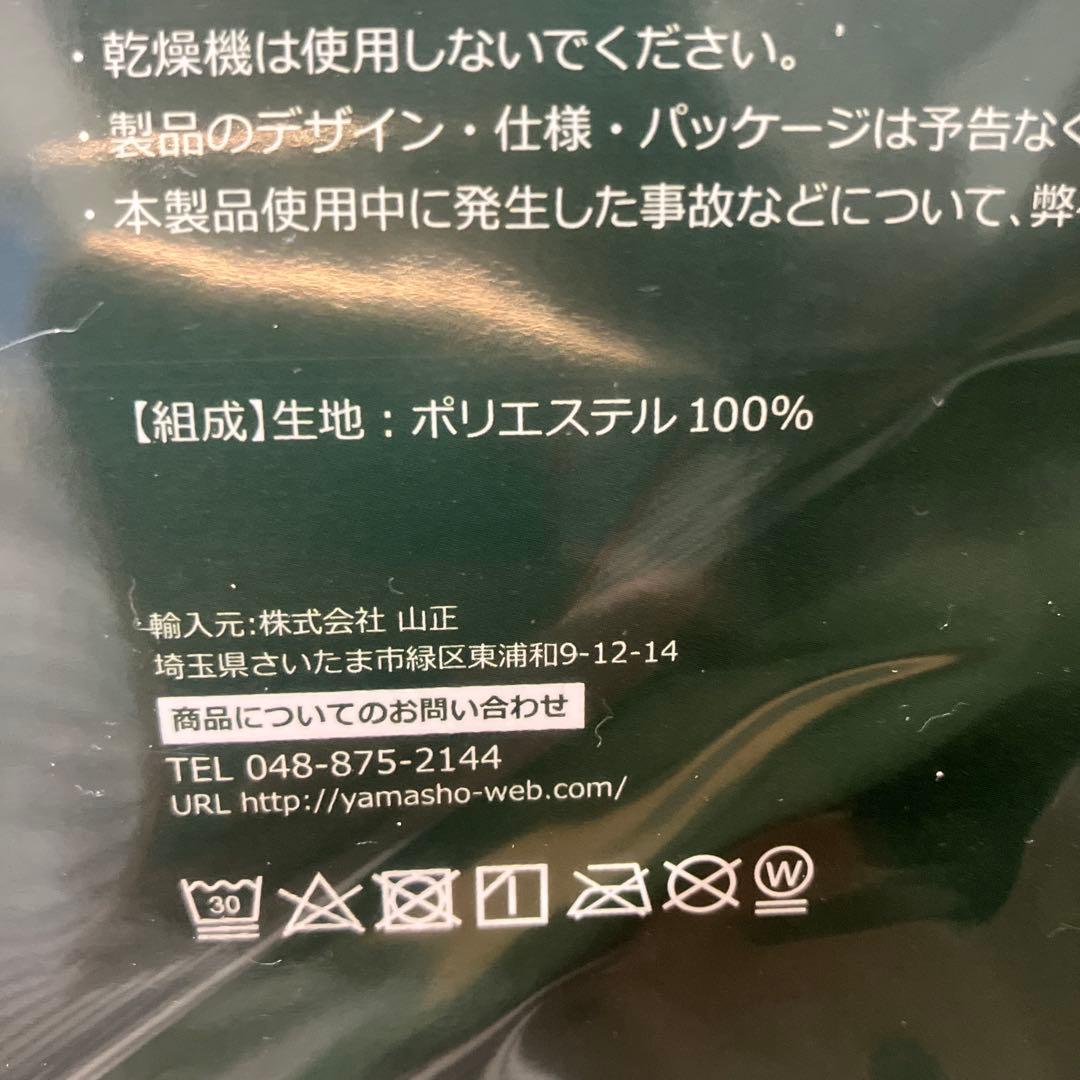 ・乾燥機は使用しないでください。
・製品のデザイン・仕様・パッケージは予告なく
・本製品使用中に発生した事故などについて、弊
【組成】生地：ポリエステル100%
輸入元:株式会社 山正
埼玉県さいたま市緑区東浦和9-12-14
商品についてのお問い合わせ
TEL 048-875-2144
URL http://yamasho-web.com/
30
W